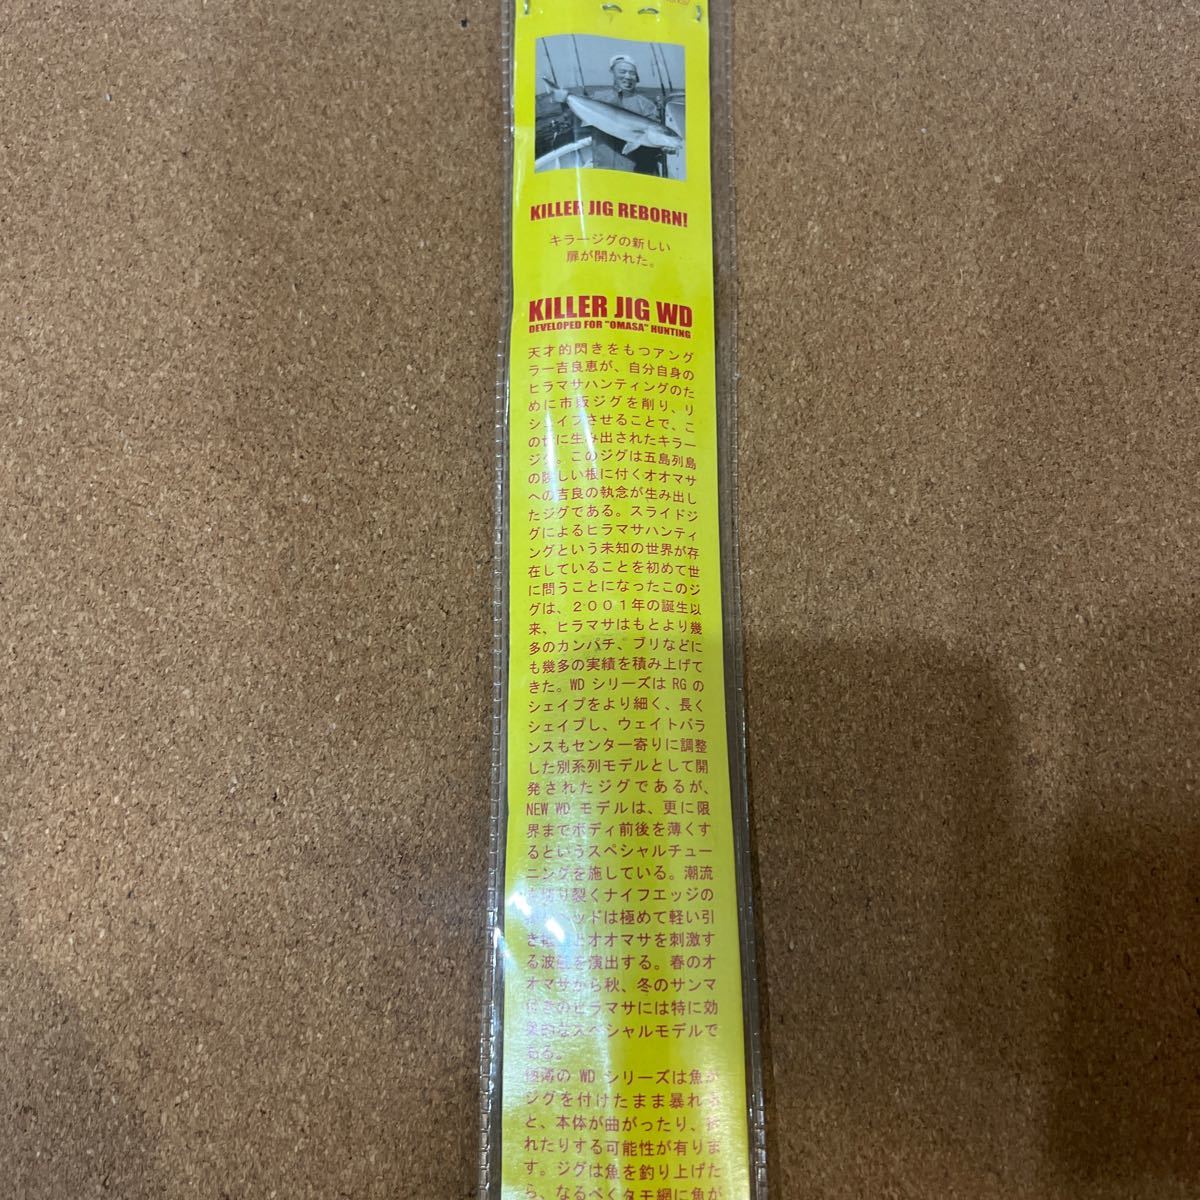 KILLER JIG REBORN!
キラージグの新しい
扉が開かれた。
KILLER JIG WD
DEVELOPED FOR "OMASA" HUNTING
天才的閃きをもつアング
ラー吉良恵が、自分自身の
ヒラマサハンティングのた
めに市販ジグを削り、リ
シェイプさせることで、こ
の世に生み出されたキラー
ジグ。このジグは五島列島
の険しい根に付くオオマサ
への吉良の執念が生み出し
たジグである。スライドジ
グによるヒラマサハンティ
ングという未知の世界が存
在していることを初めて世
に問うことになったこのジ
グは、2001年の誕生以
来、ヒラマサはもとより幾
多のカンパチ、ブリなどに
も幾多の実績を積み上げて
きた。WD シリーズは RG の
シェイプをより細く、長く
シェイプし、ウェイトバラ
ンスもセンター寄りに調整
した別系列モデルとして開
発されたジグであるが、
NEW WD モデルは、更に限
界までボディ前後を薄くす
るというスペシャルチュー
ニングを施している。潮流
を切り裂くナイフエッジの
ッドは極めて軽い引
き オオマサを刺激す
る波動を演出する。春のオ
オマサから秋、冬のサンマ
付きのヒラマサには特に効
果的なスペシャルモデルで
ある。
極薄の WD シリーズは魚が
ジグを付けたまま暴れる
と、本体が曲がったり、折
れたりする可能性が有りま
す。ジグは魚を釣り上げた
ら、なるべくタモ網に魚が